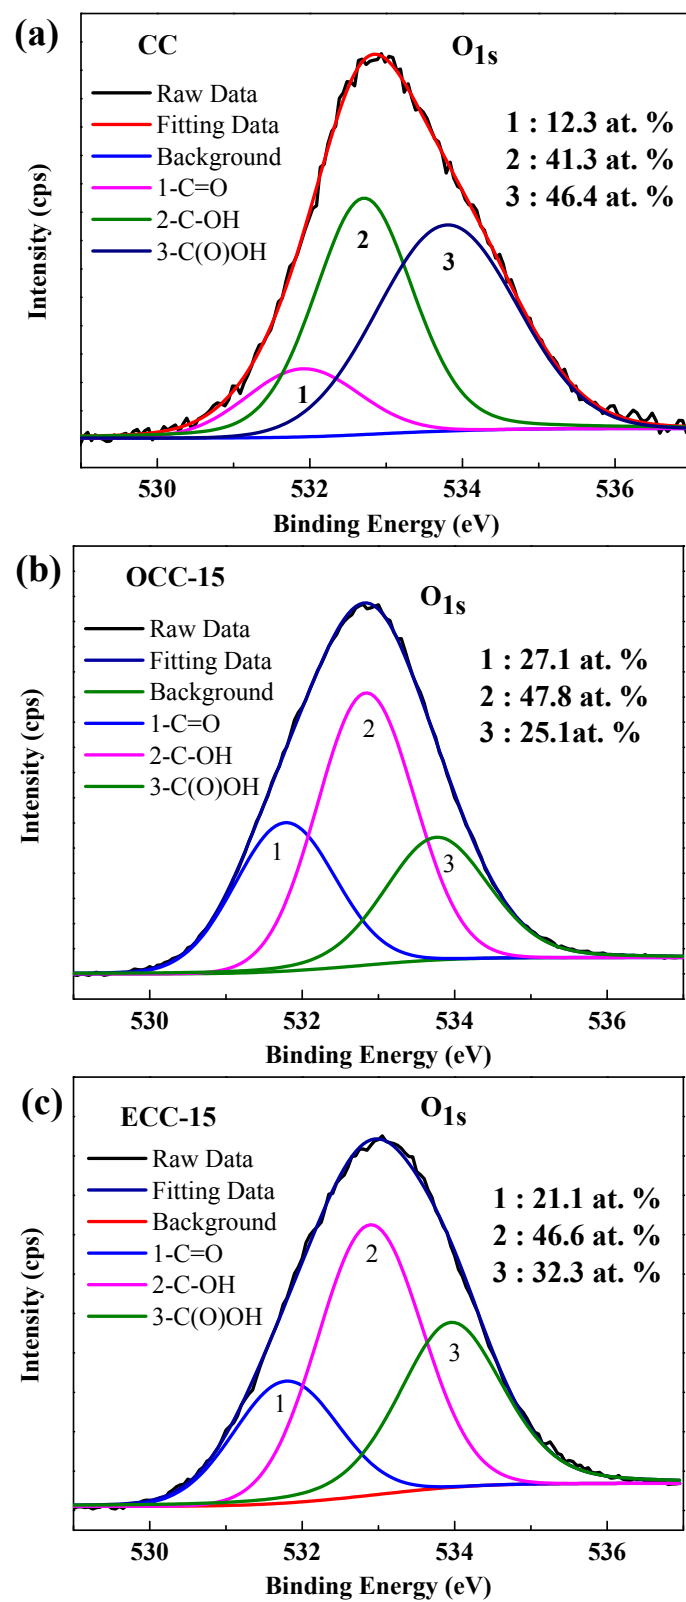 (a)
CC
O1s
Raw Data
Fitting Data
Background
1-C=O
2-C-OH
3-C(O)OH
1 : 12.3 at. %
2 : 41.3 at. %
3 : 46.4 at. %
1
2
3
Intensity (cps)
530 532 534 536
Binding Energy (eV)
(b)
OCC-15
O1s
Raw Data
Fitting Data
Background
1-C=O
2-C-OH
3-C(O)OH
1 : 27.1 at. %
2 : 47.8 at. %
3 : 25.1at. %
1
2
3
Intensity (cps)
530 532 534 536
Binding Energy (eV)
(c)
ECC-15
O1s
Raw Data
Fitting Data
Background
1-C=O
2-C-OH
3-C(O)OH
1 : 21.1 at. %
2 : 46.6 at. %
3 : 32.3 at. %
1
2
3
Intensity (cps)
530 532 534 536
Binding Energy (eV)